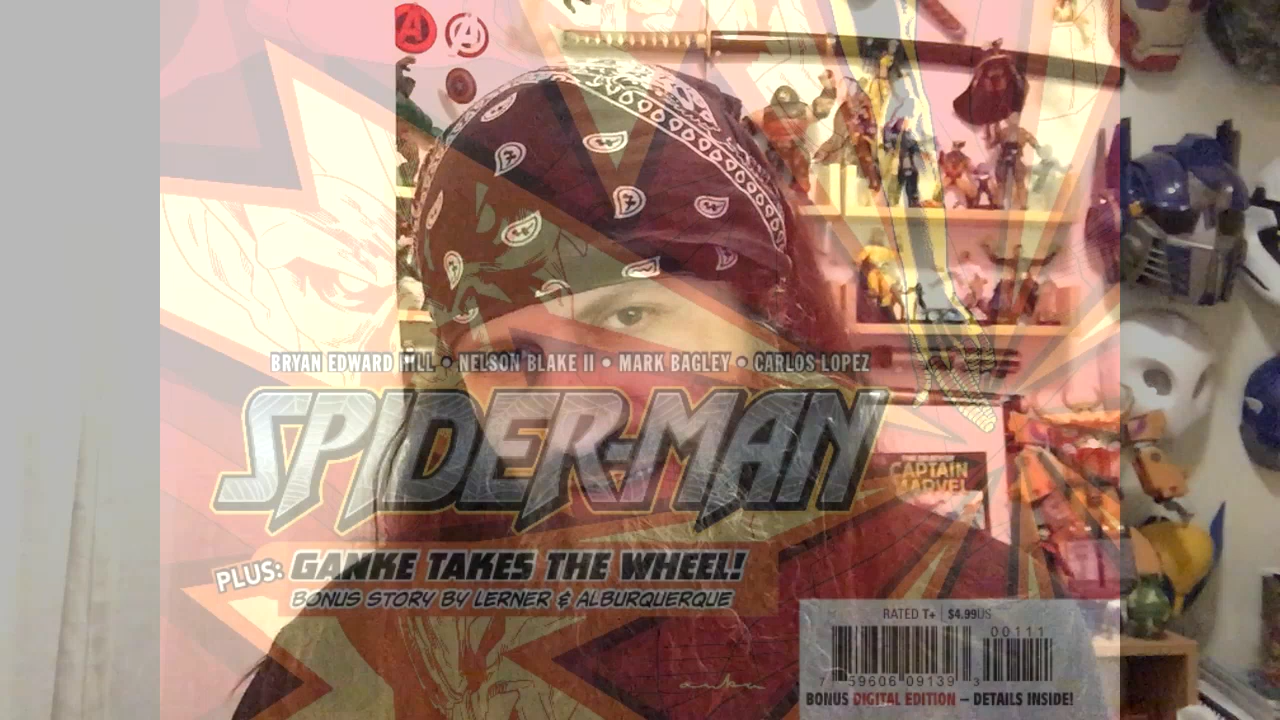 BRYAN EDWARD HILL • NELSON BLAKE II • MARK BAGLEY • CARLOS LOPEZ
SPIDER-MAN
CAPTAIN
MARVEL
PLUS: GANKE TAKES THE WHEEL!
BONUS STORY BY LERNER & ALBURQUERQUE
RATED T+ $4.99US
00111
7 59606 09139 3
BONUS DIGITAL EDITION – DETAILS INSIDE!